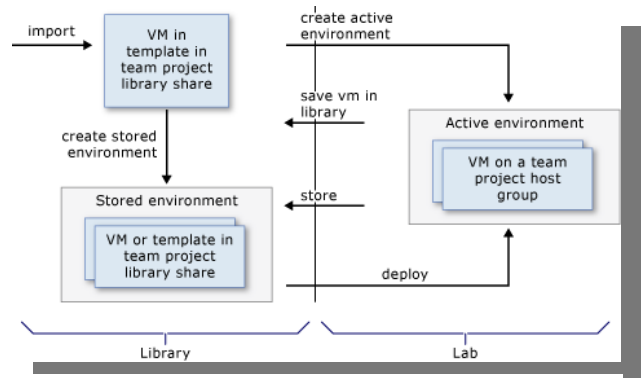 import
VM in
template in
team project
library share
create active
environment
save vm in
library
Active environment
VM on a team
project host
group
create stored
environment
Stored environment
VM or template in
team project
library share
store
deploy
Library
Lab